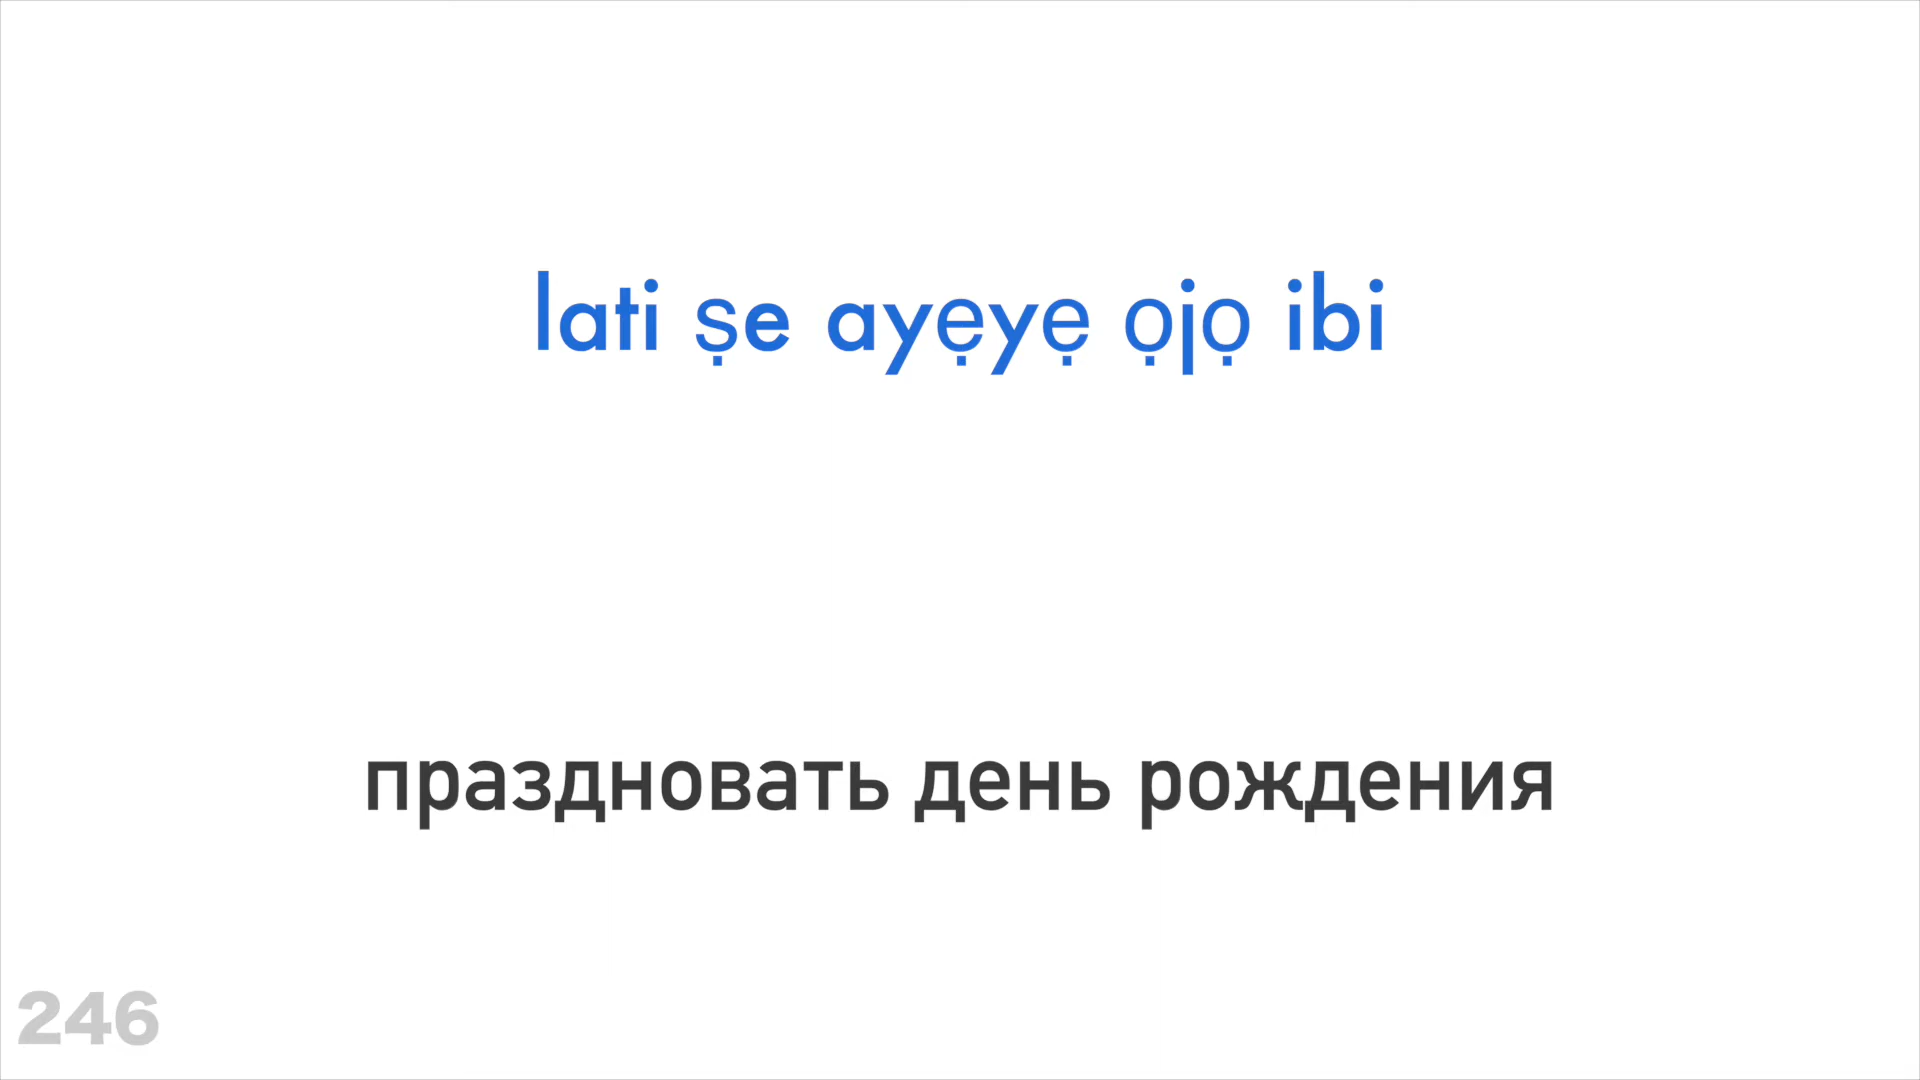 lati ṣe ayẹyẹ ọjọ ibi
праздновать день рождения
246